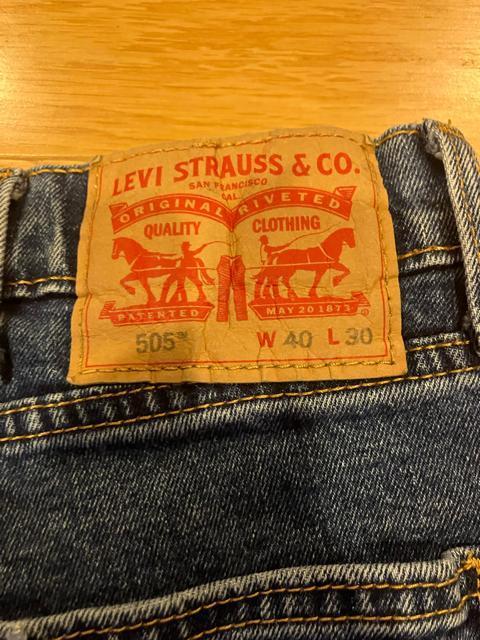 LEVI STRAUSS & CO.
SAN FRANCISCO
CAL.
ORIGINAL RIVETED
QUALITY CLOTHING
PATENTED MAY 20 1873 ®
505™ W 40 L 30